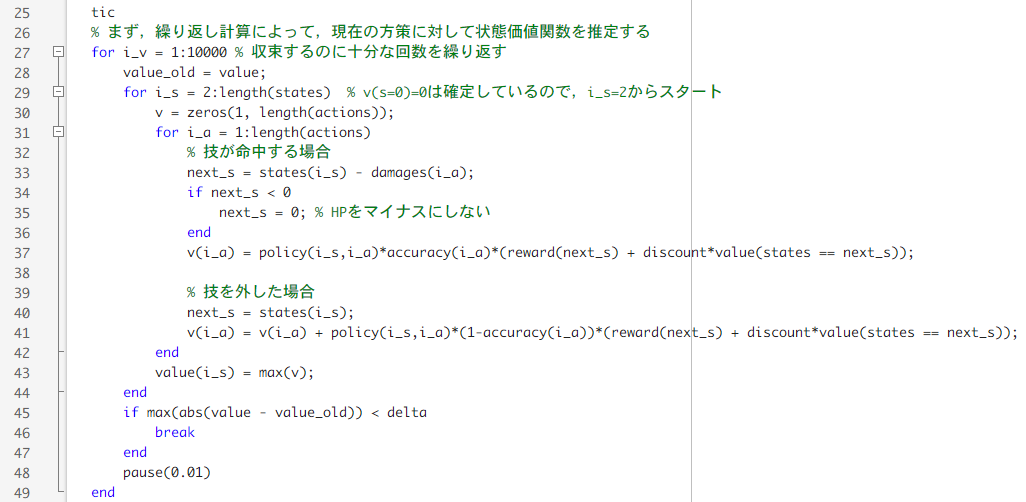 25 tic
26 % まず，繰り返し計算によって，現在の方策に対して状態価値関数を推定する
27 for i_v = 1:10000 % 収束するのに十分な回数を繰り返す
28 value_old = value;
29 for i_s = 2:length(states)  % v(s=0)=0は確定しているので，i_s=2からスタート
30 v = zeros(1, length(actions));
31 for i_a = 1:length(actions)
32 % 技が命中する場合
33 next_s = states(i_s) - damages(i_a);
34 if next_s < 0
35 next_s = 0; % HPをマイナスにしない
36 end
37 v(i_a) = policy(i_s,i_a)*accuracy(i_a)*(reward(next_s) + discount*value(states == next_s));
38
39 % 技を外した場合
40 next_s = states(i_s);
41 v(i_a) = v(i_a) + policy(i_s,i_a)*(1-accuracy(i_a))*(reward(next_s) + discount*value(states == next_s));
42 end
43 value(i_s) = max(v);
44 end
45 if max(abs(value - value_old)) < delta
46 break
47 end
48 pause(0.01)
49 end